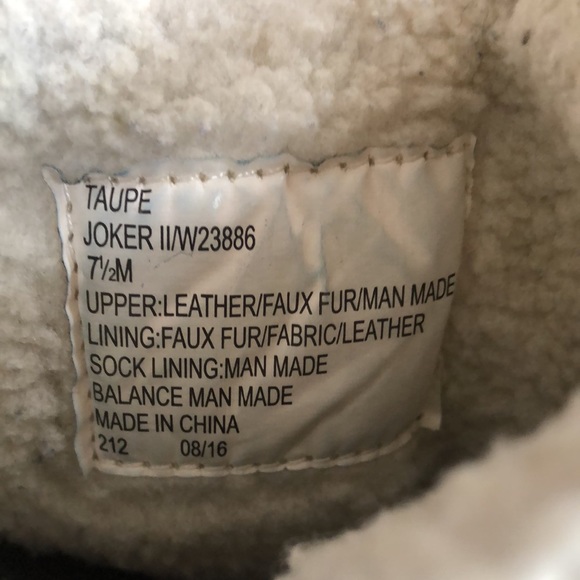 TAUPE
JOKER II/W23886
7½M
UPPER:LEATHER/FAUX FUR/MAN MADE
LINING:FAUX FUR/FABRIC/LEATHER
SOCK LINING:MAN MADE
BALANCE MAN MADE
MADE IN CHINA
212 08/16